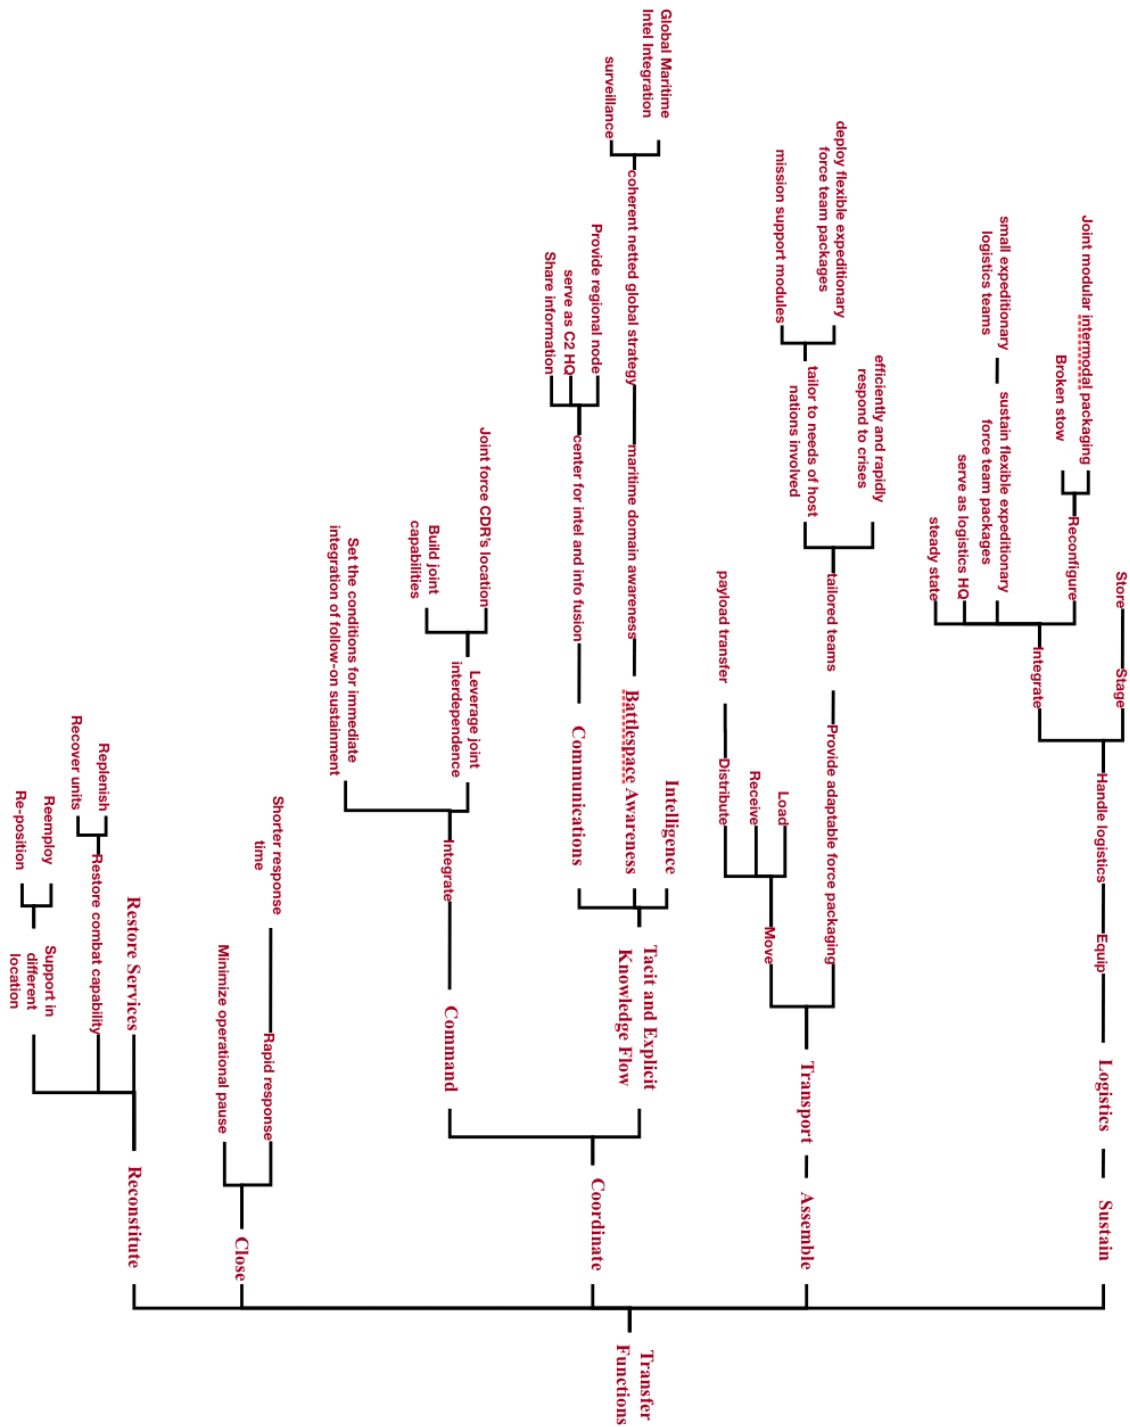 Store
Stage
Joint modular intermodal packaging
Broken stow
Reconfigure
small expeditionary
logistics teams
sustain flexible expeditionary
force team packages
serve as logistics HQ
steady state
Integrate
Handle logistics
Equip
Logistics
Sustain
efficiently and rapidly
respond to crises
deploy flexible expeditionary
force team packages
mission support modules
tailor to needs of host
nations involved
tailored teams
Provide adaptable force packaging
Load
Receive
payload transfer
Distribute
Move
Transport
Assemble
Global Maritime
Intel Integration
surveillance
coherent netted global strategy
maritime domain awareness
Intelligence
Battlespace Awareness
Provide regional node
serve as C2 HQ
Share information
center for intel and info fusion
Communications
Tacit and Explicit
Knowledge Flow
Joint force CDR's location
Build joint
capabilities
Leverage joint
interdependence
Set the conditions for immediate
integration of follow-on sustainment
Integrate
Command
Coordinate
Shorter response
time
Rapid response
Minimize operational pause
Close
Restore Services
Replenish
Recover units
Restore combat capability
Reemploy
Re-position
Support in
different
location
Reconstitute
Transfer
Functions